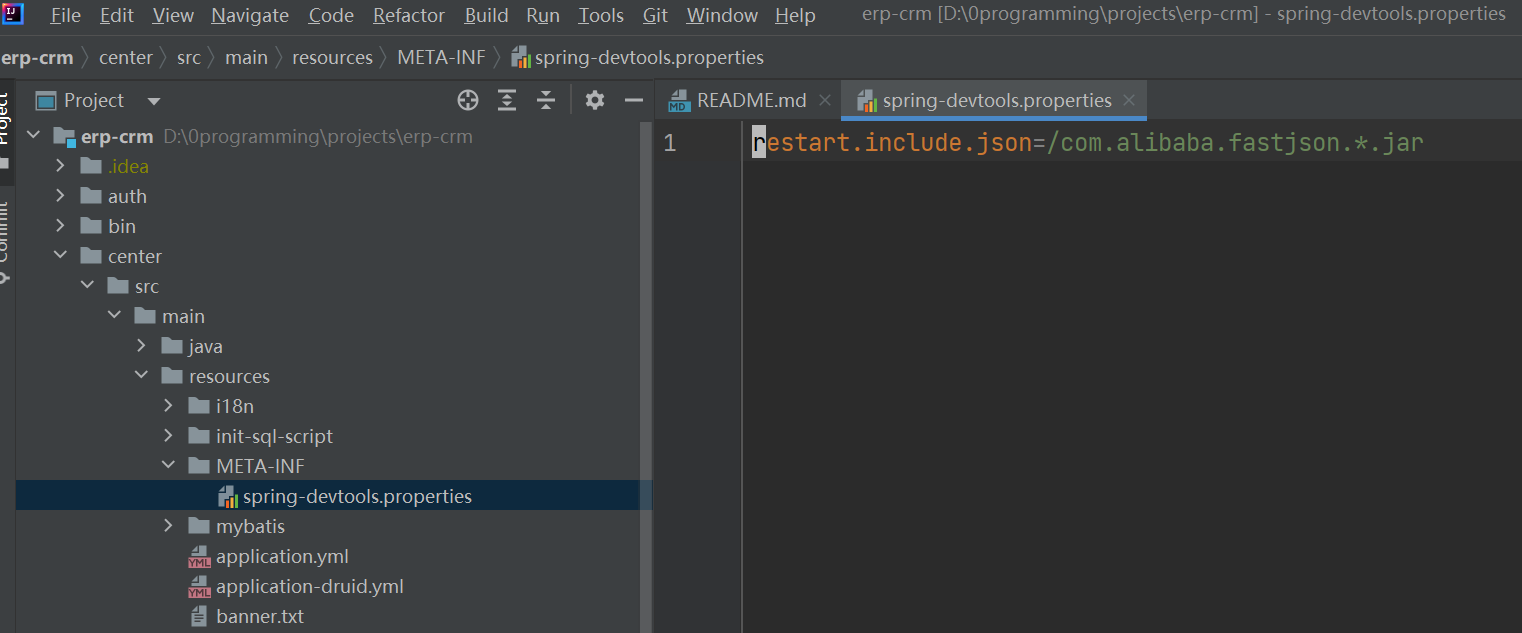 File Edit View Navigate Code Refactor Build Run Tools Git Window Help erp-crm [D:\0programming\projects\erp-crm] - spring-devtools.properties
erp-crm center src main resources META-INF spring-devtools.properties
Project
README.md
spring-devtools.properties
Project
Commit
erp-crm D:\0programming\projects\erp-crm
.idea
auth
bin
center
src
main
java
resources
i18n
init-sql-script
META-INF
spring-devtools.properties
mybatis
application.yml
application-druid.yml
banner.txt
1 restart.include.json=/com.alibaba.fastjson.*.jar